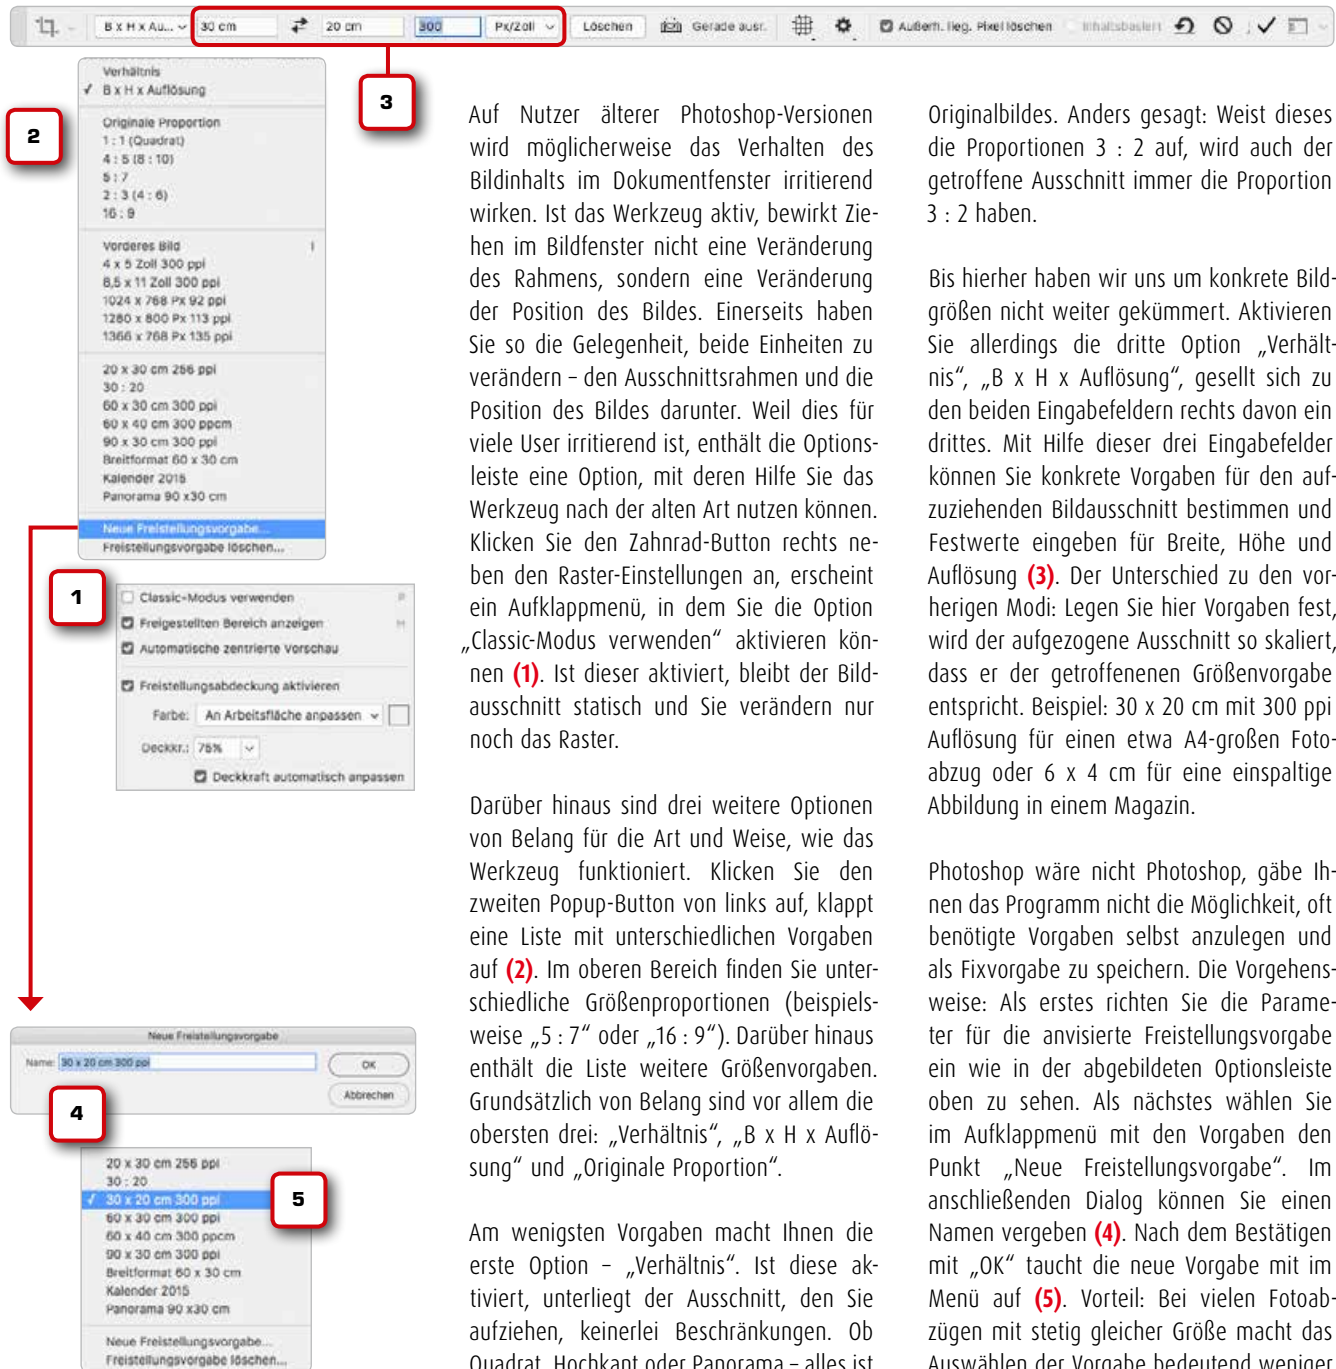 B x H x Au... 30 cm 20 cm 300 Px/Zoll Löschen Gerade ausr. Außerh. lieg. Pixel löschen Inhaltsbasiert
3
2
Verhältnis
✓ B x H x Auflösung
Originale Proportion
1 : 1 (Quadrat)
4 : 5 (8 : 10)
5 : 7
2 : 3 (4 : 6)
16 : 9
Vorderes Bild I
4 x 5 Zoll 300 ppi
8,5 x 11 Zoll 300 ppi
1024 x 768 Px 92 ppi
1280 x 800 Px 113 ppi
1366 x 768 Px 135 ppi
20 x 30 cm 256 ppi
30 : 20
60 x 30 cm 300 ppi
60 x 40 cm 300 ppcm
90 x 30 cm 300 ppi
Breitformat 60 x 30 cm
Kalender 2015
Panorama 90 x30 cm
Neue Freistellungsvorgabe...
Freistellungsvorgabe löschen...
1
Classic-Modus verwenden P
Freigestellten Bereich anzeigen H
Automatische zentrierte Vorschau
Freistellungsabdeckung aktivieren
Farbe: An Arbeitsfläche anpassen
Deckkr.: 75%
Deckkraft automatisch anpassen
Neue Freistellungsvorgabe
Name: 30 x 20 cm 300 ppi OK
Abbrechen
4
20 x 30 cm 256 ppi
30 : 20
✓ 30 x 20 cm 300 ppi
5
60 x 30 cm 300 ppi
60 x 40 cm 300 ppcm
90 x 30 cm 300 ppi
Breitformat 60 x 30 cm
Kalender 2015
Panorama 90 x30 cm
Neue Freistellungsvorgabe...
Freistellungsvorgabe löschen...
Auf Nutzer älterer Photoshop-Versionen
wird möglicherweise das Verhalten des
Bildinhalts im Dokumentfenster irritierend
wirken. Ist das Werkzeug aktiv, bewirkt Zie-
hen im Bildfenster nicht eine Veränderung
des Rahmens, sondern eine Veränderung
der Position des Bildes. Einerseits haben
Sie so die Gelegenheit, beide Einheiten zu
verändern – den Ausschnittsrahmen und die
Position des Bildes darunter. Weil dies für
viele User irritierend ist, enthält die Options-
leiste eine Option, mit deren Hilfe Sie das
Werkzeug nach der alten Art nutzen können.
Klicken Sie den Zahnrad-Button rechts ne-
ben den Raster-Einstellungen an, erscheint
ein Aufklappmenü, in dem Sie die Option
„Classic-Modus verwenden“ aktivieren kön-
nen (1). Ist dieser aktiviert, bleibt der Bild-
ausschnitt statisch und Sie verändern nur
noch das Raster.
Darüber hinaus sind drei weitere Optionen
von Belang für die Art und Weise, wie das
Werkzeug funktioniert. Klicken Sie den
zweiten Popup-Button von links auf, klappt
eine Liste mit unterschiedlichen Vorgaben
auf (2). Im oberen Bereich finden Sie unter-
schiedliche Größenproportionen (beispiels-
weise „5 : 7“ oder „16 : 9“). Darüber hinaus
enthält die Liste weitere Größenvorgaben.
Grundsätzlich von Belang sind vor allem die
obersten drei: „Verhältnis“, „B x H x Auflö-
sung“ und „Originale Proportion“.
Am wenigsten Vorgaben macht Ihnen die
erste Option – „Verhältnis“. Ist diese ak-
tiviert, unterliegt der Ausschnitt, den Sie
aufziehen, keinerlei Beschränkungen. Ob
Quadrat, Hochkant oder Panorama – alles ist
Originalbildes. Anders gesagt: Weist dieses
die Proportionen 3 : 2 auf, wird auch der
getroffene Ausschnitt immer die Proportion
3 : 2 haben.
Bis hierher haben wir uns um konkrete Bild-
größen nicht weiter gekümmert. Aktivieren
Sie allerdings die dritte Option „Verhält-
nis“, „B x H x Auflösung“, gesellt sich zu
den beiden Eingabefeldern rechts davon ein
drittes. Mit Hilfe dieser drei Eingabefelder
können Sie konkrete Vorgaben für den auf-
zuziehenden Bildausschnitt bestimmen und
Festwerte eingeben für Breite, Höhe und
Auflösung (3). Der Unterschied zu den vor-
herigen Modi: Legen Sie hier Vorgaben fest,
wird der aufgezogene Ausschnitt so skaliert,
dass er der getroffenenen Größenvorgabe
entspricht. Beispiel: 30 x 20 cm mit 300 ppi
Auflösung für einen etwa A4-großen Foto-
abzug oder 6 x 4 cm für eine einspaltige
Abbildung in einem Magazin.
Photoshop wäre nicht Photoshop, gäbe Ih-
nen das Programm nicht die Möglichkeit, oft
benötigte Vorgaben selbst anzulegen und
als Fixvorgabe zu speichern. Die Vorgehens-
weise: Als erstes richten Sie die Parame-
ter für die anvisierte Freistellungsvorgabe
ein wie in der abgebildeten Optionsleiste
oben zu sehen. Als nächstes wählen Sie
im Aufklappmenü mit den Vorgaben den
Punkt „Neue Freistellungsvorgabe“. Im
anschließenden Dialog können Sie einen
Namen vergeben (4). Nach dem Bestätigen
mit „OK“ taucht die neue Vorgabe mit im
Menü auf (5). Vorteil: Bei vielen Fotoab-
zügen mit stetig gleicher Größe macht das
Auswählen der Vorgabe bedeutend weniger